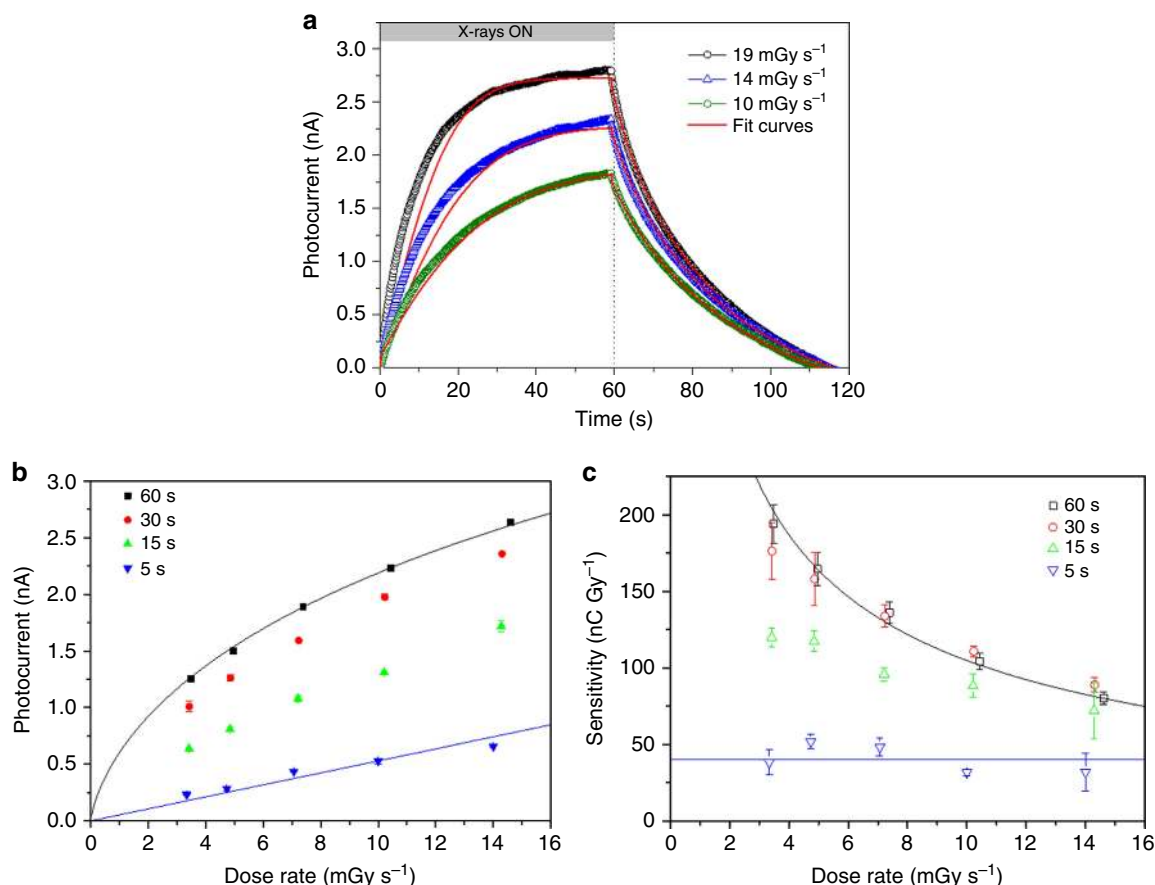 a
X-rays ON
3.0
2.5
2.0
1.5
1.0
0.5
0.0
Photocurrent (nA)
19 mGy s⁻¹
14 mGy s⁻¹
10 mGy s⁻¹
Fit curves
0 20 40 60 80 100 120
Time (s)
b
3.0
2.5
2.0
1.5
1.0
0.5
0.0
Photocurrent (nA)
60 s
30 s
15 s
5 s
0 2 4 6 8 10 12 14 16
Dose rate (mGy s⁻¹)
c
200
150
100
50
0
Sensitivity (nC Gy⁻¹)
60 s
30 s
15 s
5 s
0 2 4 6 8 10 12 14 16
Dose rate (mGy s⁻¹)